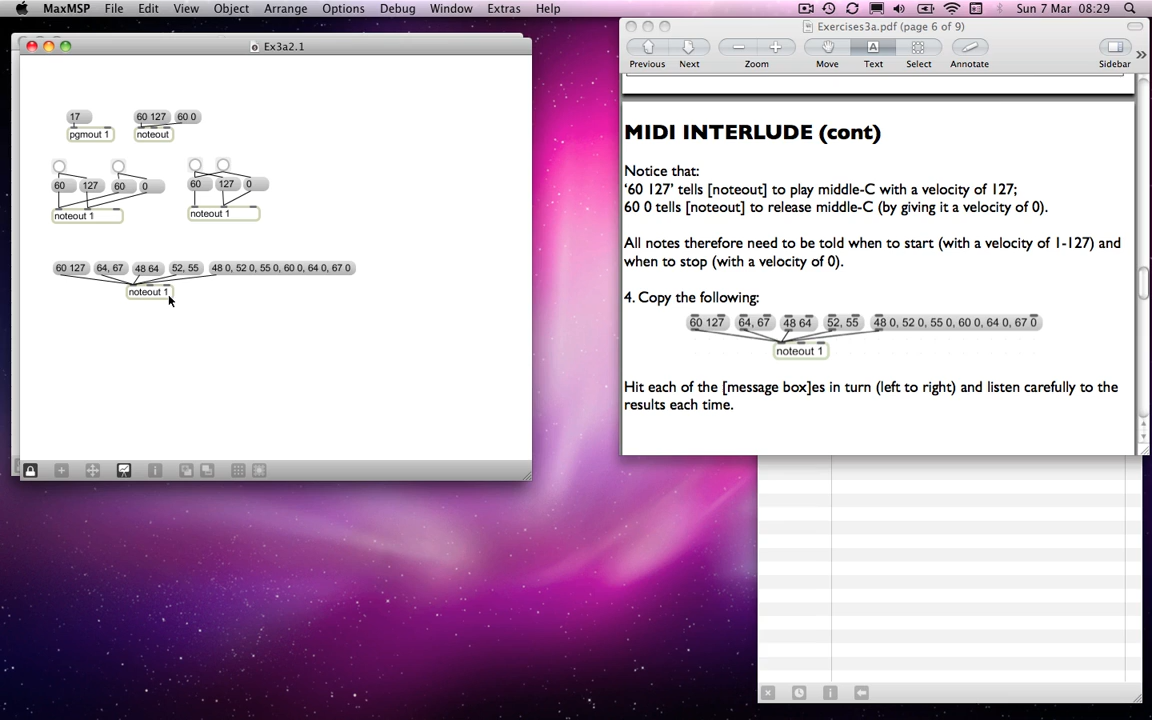 MaxMSP File Edit View Object Arrange Options Debug Window Extras Help Sun 7 Mar 08:29
Ex3a2.1
17
60 127
60 0
pgmout 1
noteout
60
127
60
0
noteout 1
60
127
0
noteout 1
60 127
64, 67
48 64
52, 55
48 0, 52 0, 55 0, 60 0, 64 0, 67 0
noteout 1
Exercises3a.pdf (page 6 of 9)
Previous Next Zoom Move Text Select Annotate Sidebar
MIDI INTERLUDE (cont)
Notice that:
‘60 127’ tells [noteout] to play middle-C with a velocity of 127;
60 0 tells [noteout] to release middle-C (by giving it a velocity of 0).
All notes therefore need to be told when to start (with a velocity of 1-127) and
when to stop (with a velocity of 0).
4. Copy the following:
60 127
64, 67
48 64
52, 55
48 0, 52 0, 55 0, 60 0, 64 0, 67 0
noteout 1
Hit each of the [message box]es in turn (left to right) and listen carefully to the
results each time.